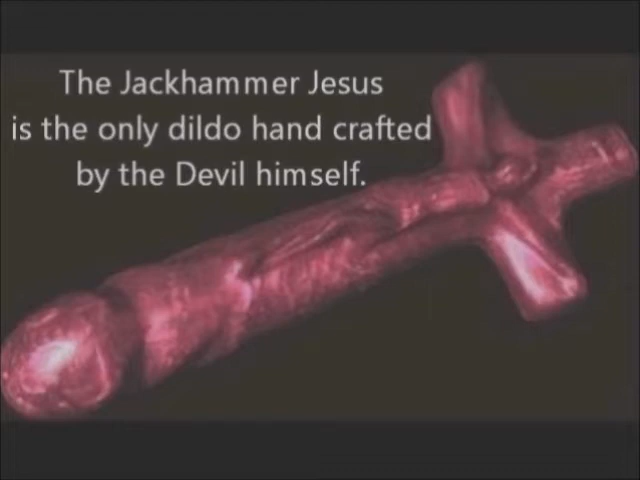 The Jackhammer Jesus
is the only dildo hand crafted
by the Devil himself.